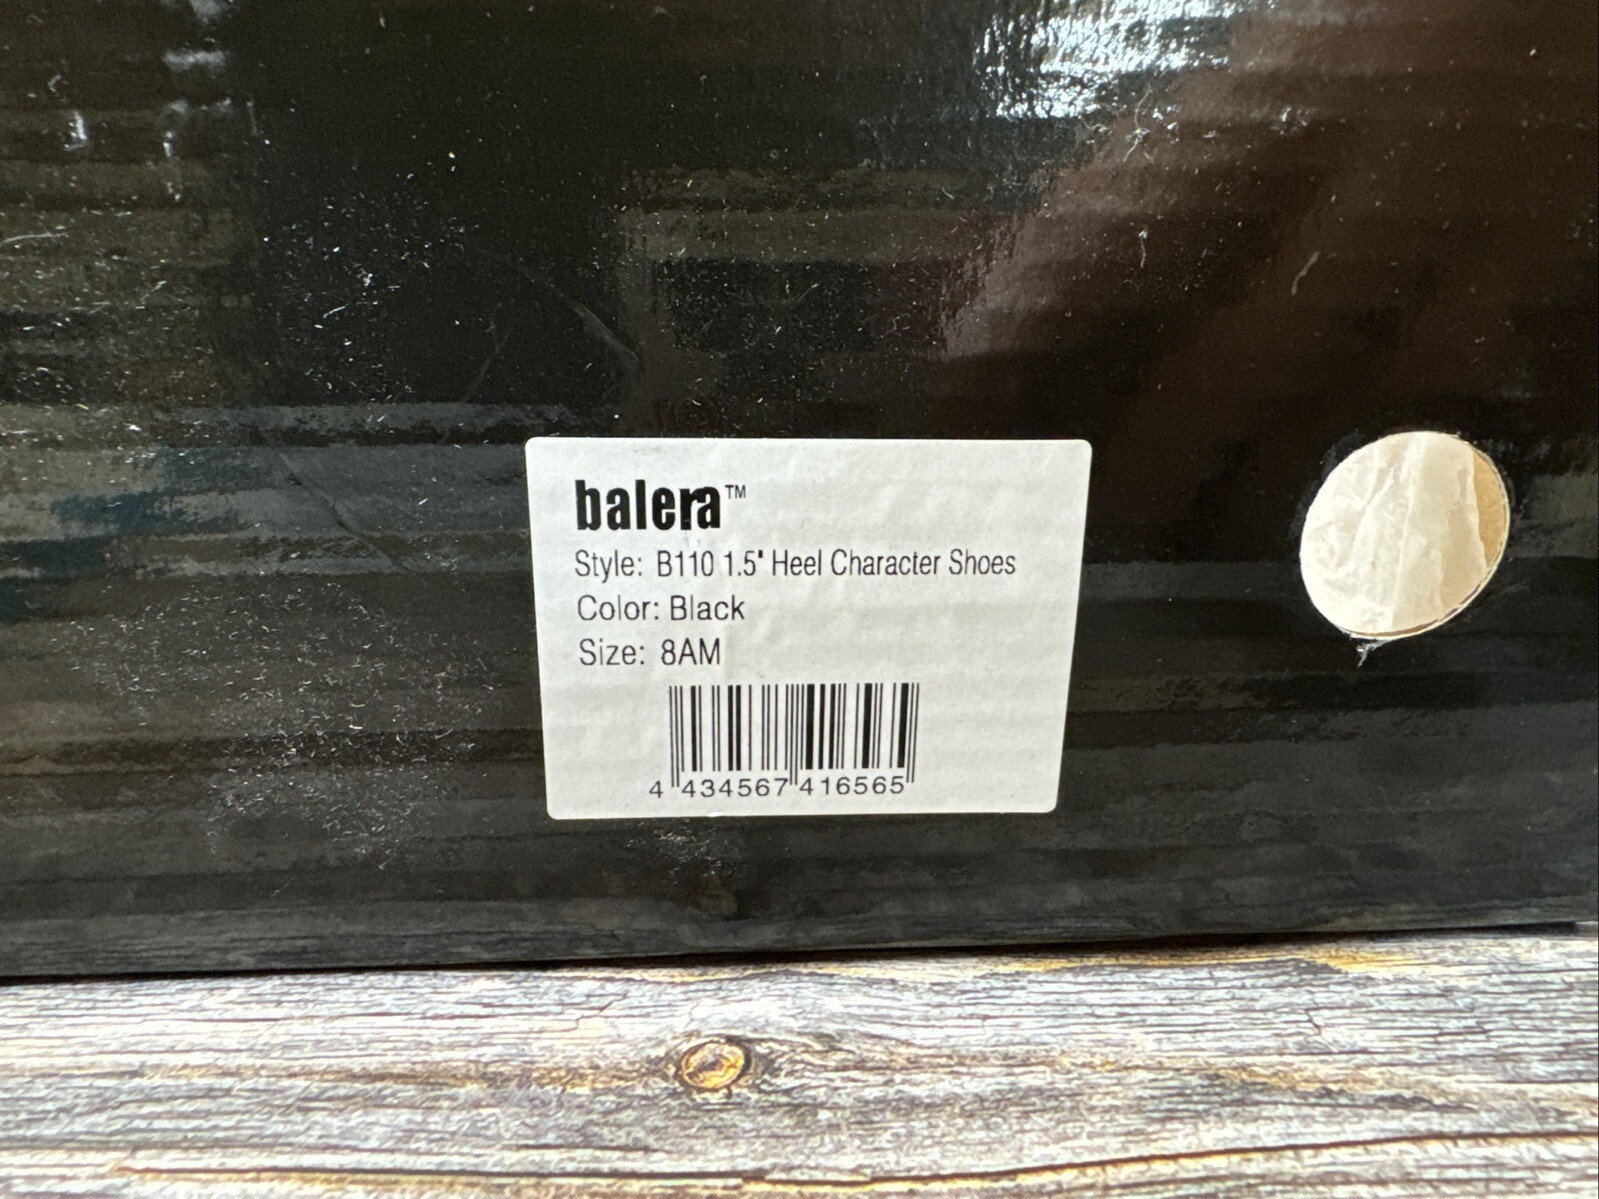 balera™
Style: B110 1.5" Heel Character Shoes
Color: Black
Size: 8AM
4 434567 416565